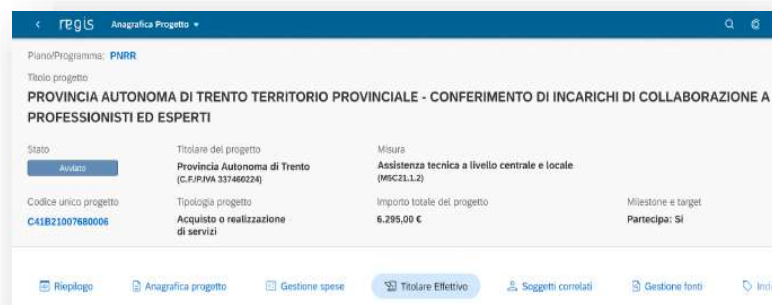 regis Anagrafica Progetto
Piano/Programma: PNRR
Titolo progetto
PROVINCIA AUTONOMA DI TRENTO TERRITORIO PROVINCIALE - CONFERIMENTO DI INCARICHI DI COLLABORAZIONE A
PROFESSIONISTI ED ESPERTI
Stato Titolare del progetto Misura
Avviato Provincia Autonoma di Trento Assistenza tecnica a livello centrale e locale
(C.F./P.IVA 337460224) (M5C21.1.2)
Codice unico progetto Tipologia progetto Importo totale del progetto Milestone e target
C41B21007680006 Acquisto o realizzazione 6.295,00 € Partecipa: Sì
di servizi
Riepilogo Anagrafica progetto Gestione spese Titolare Effettivo Soggetti correlati Gestione fonti